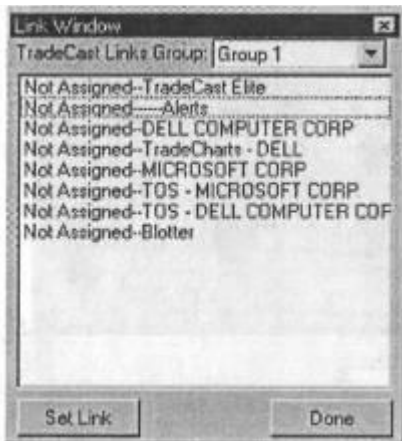 Link Window
TradeCast Links Group: Group 1
Not Assigned--TradeCast Elite
Not Assigned------Alerts
Not Assigned--DELL COMPUTER CORP
Not Assigned--TradeCharts - DELL
Not Assigned--MICROSOFT CORP
Not Assigned--TOS - MICROSOFT CORP.
Not Assigned--TOS - DELL COMPUTER COF
Not Assigned--Blotter
Set Link
Done